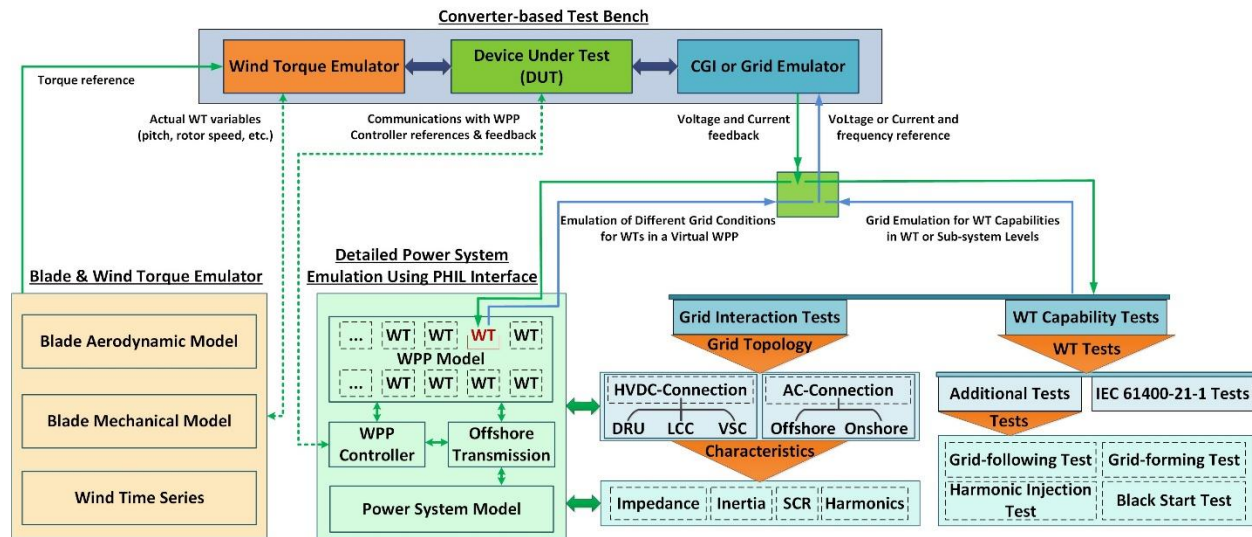 Converter-based Test Bench
Wind Torque Emulator
Device Under Test
(DUT)
CGI or Grid Emulator
Torque reference
Actual WT variables
(pitch, rotor speed, etc.)
Communications with WPP
Controller references & feedback
Voltage and Current
feedback
VoLtage or Current and
frequency reference
Emulation of Different Grid Conditions
for WTs in a Virtual WPP
Grid Emulation for WT Capabilities
in WT or Sub-system Levels
Blade & Wind Torque Emulator
Blade Aerodynamic Model
Blade Mechanical Model
Wind Time Series
Detailed Power System
Emulation Using PHIL Interface
... WT WT WT WT
WPP Model
... WT WT WT WT
WPP
Controller
Offshore
Transmission
Power System Model
Grid Interaction Tests
Grid Topology
HVDC-Connection
DRU LCC VSC
AC-Connection
Offshore Onshore
Characteristics
Impedance Inertia SCR Harmonics
WT Capability Tests
WT Tests
Additional Tests
IEC 61400-21-1 Tests
Tests
Grid-following Test
Grid-forming Test
Harmonic Injection
Test
Black Start Test